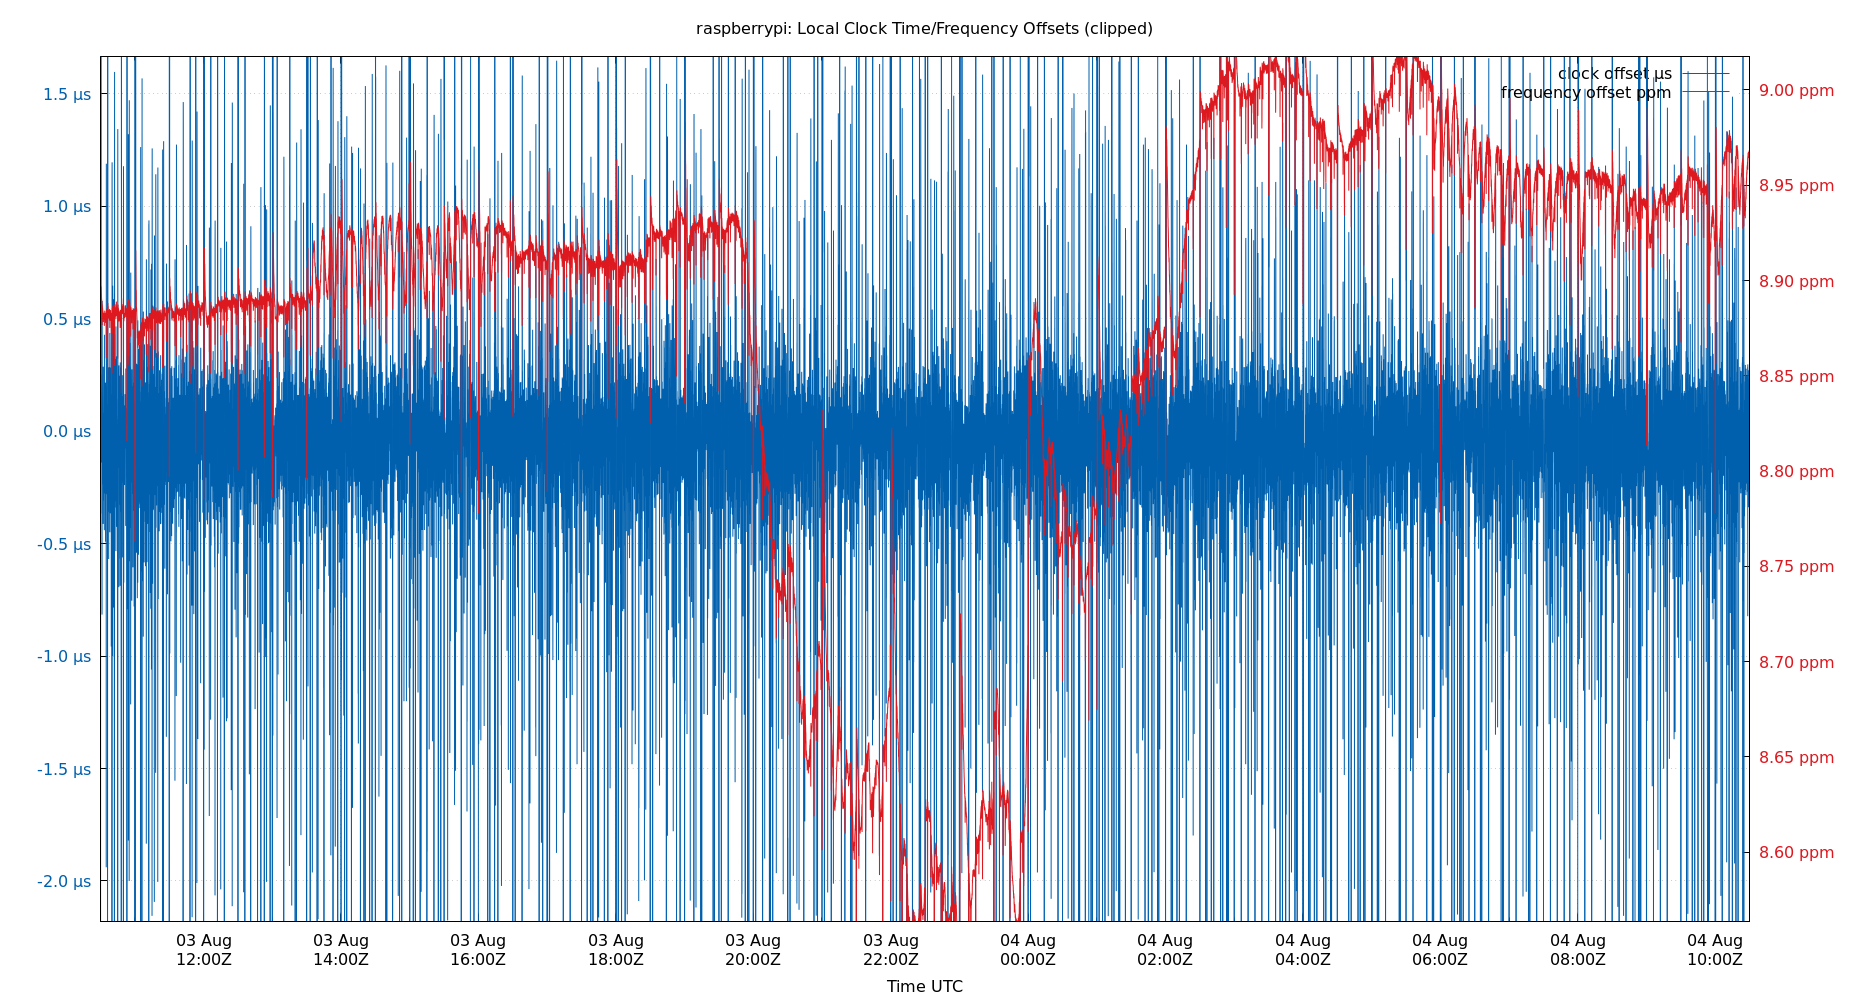 raspberrypi: Local Clock Time/Frequency Offsets (clipped)
clock offset µs
frequency offset ppm
1.5 µs
1.0 µs
0.5 µs
0.0 µs
-0.5 µs
-1.0 µs
-1.5 µs
-2.0 µs
9.00 ppm
8.95 ppm
8.90 ppm
8.85 ppm
8.80 ppm
8.75 ppm
8.70 ppm
8.65 ppm
8.60 ppm
03 Aug 03 Aug 03 Aug 03 Aug 03 Aug 03 Aug 04 Aug 04 Aug 04 Aug 04 Aug 04 Aug 04 Aug
12:00Z 14:00Z 16:00Z 18:00Z 20:00Z 22:00Z 00:00Z 02:00Z 04:00Z 06:00Z 08:00Z 10:00Z
Time UTC